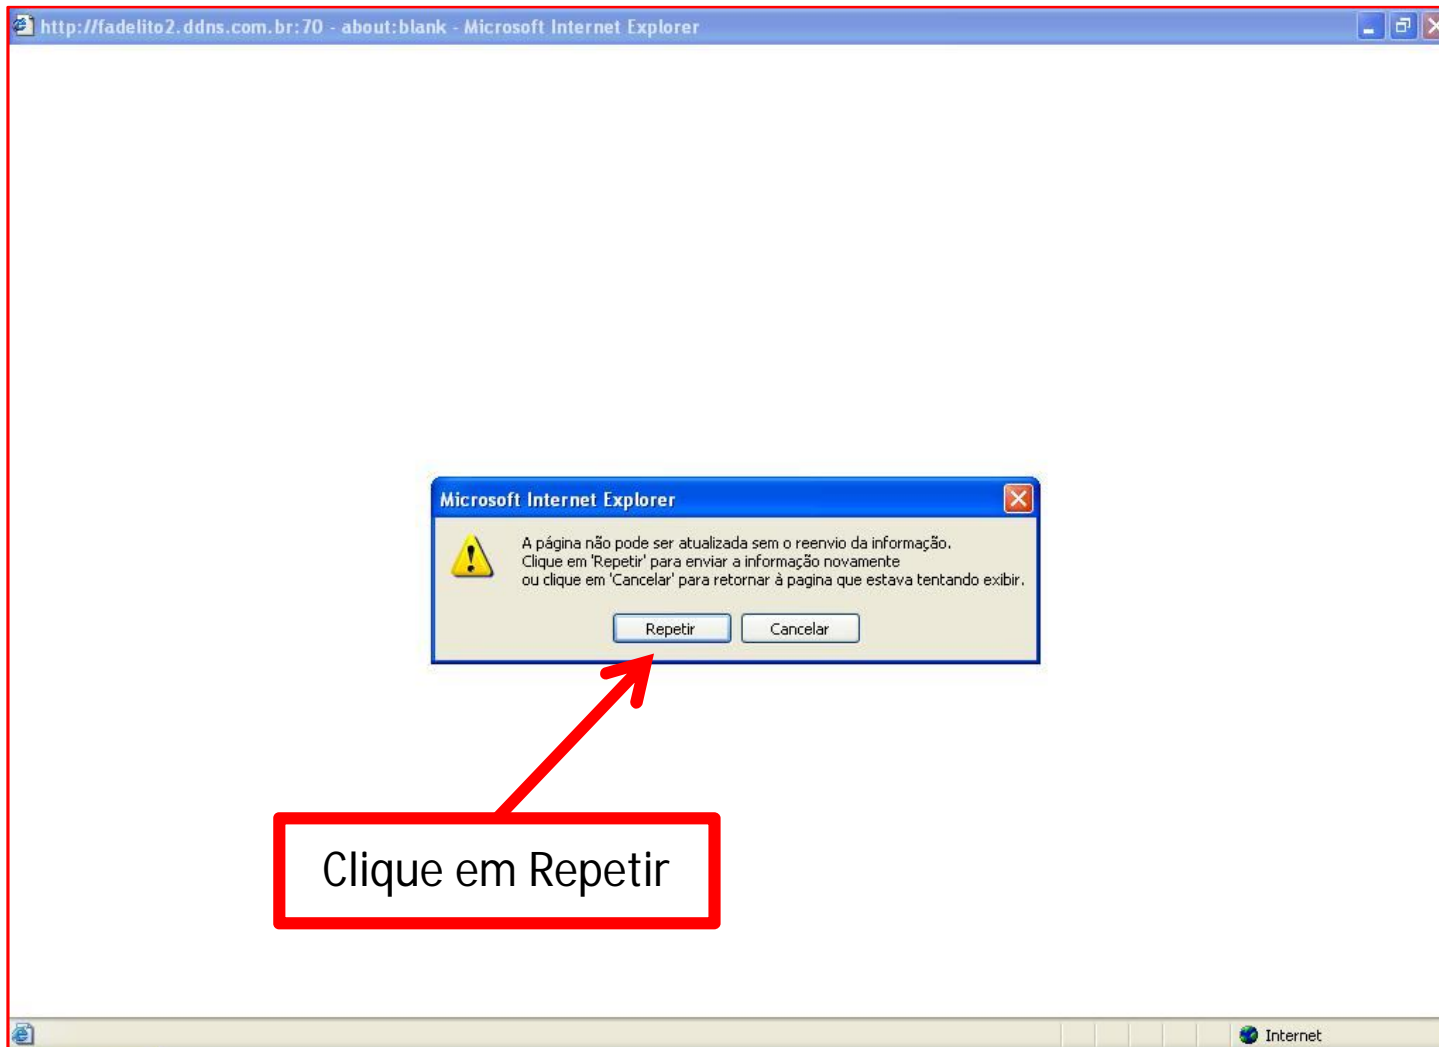 http://fadelito2.ddns.com.br:70 - about:blank - Microsoft Internet Explorer
Microsoft Internet Explorer
A página não pode ser atualizada sem o reenvio da informação.
Clique em 'Repetir' para enviar a informação novamente
ou clique em 'Cancelar' para retornar à pagina que estava tentando exibir.
Repetir Cancelar
Clique em Repetir
Internet